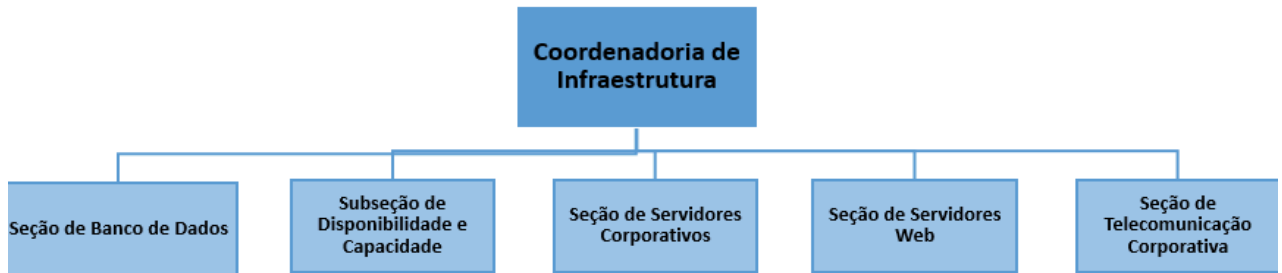 Coordenadoria de
Infraestrutura
Seção de Banco de Dados
Subseção de
Disponibilidade e
Capacidade
Seção de Servidores
Corporativos
Seção de Servidores
Web
Seção de
Telecomunicação
Corporativa